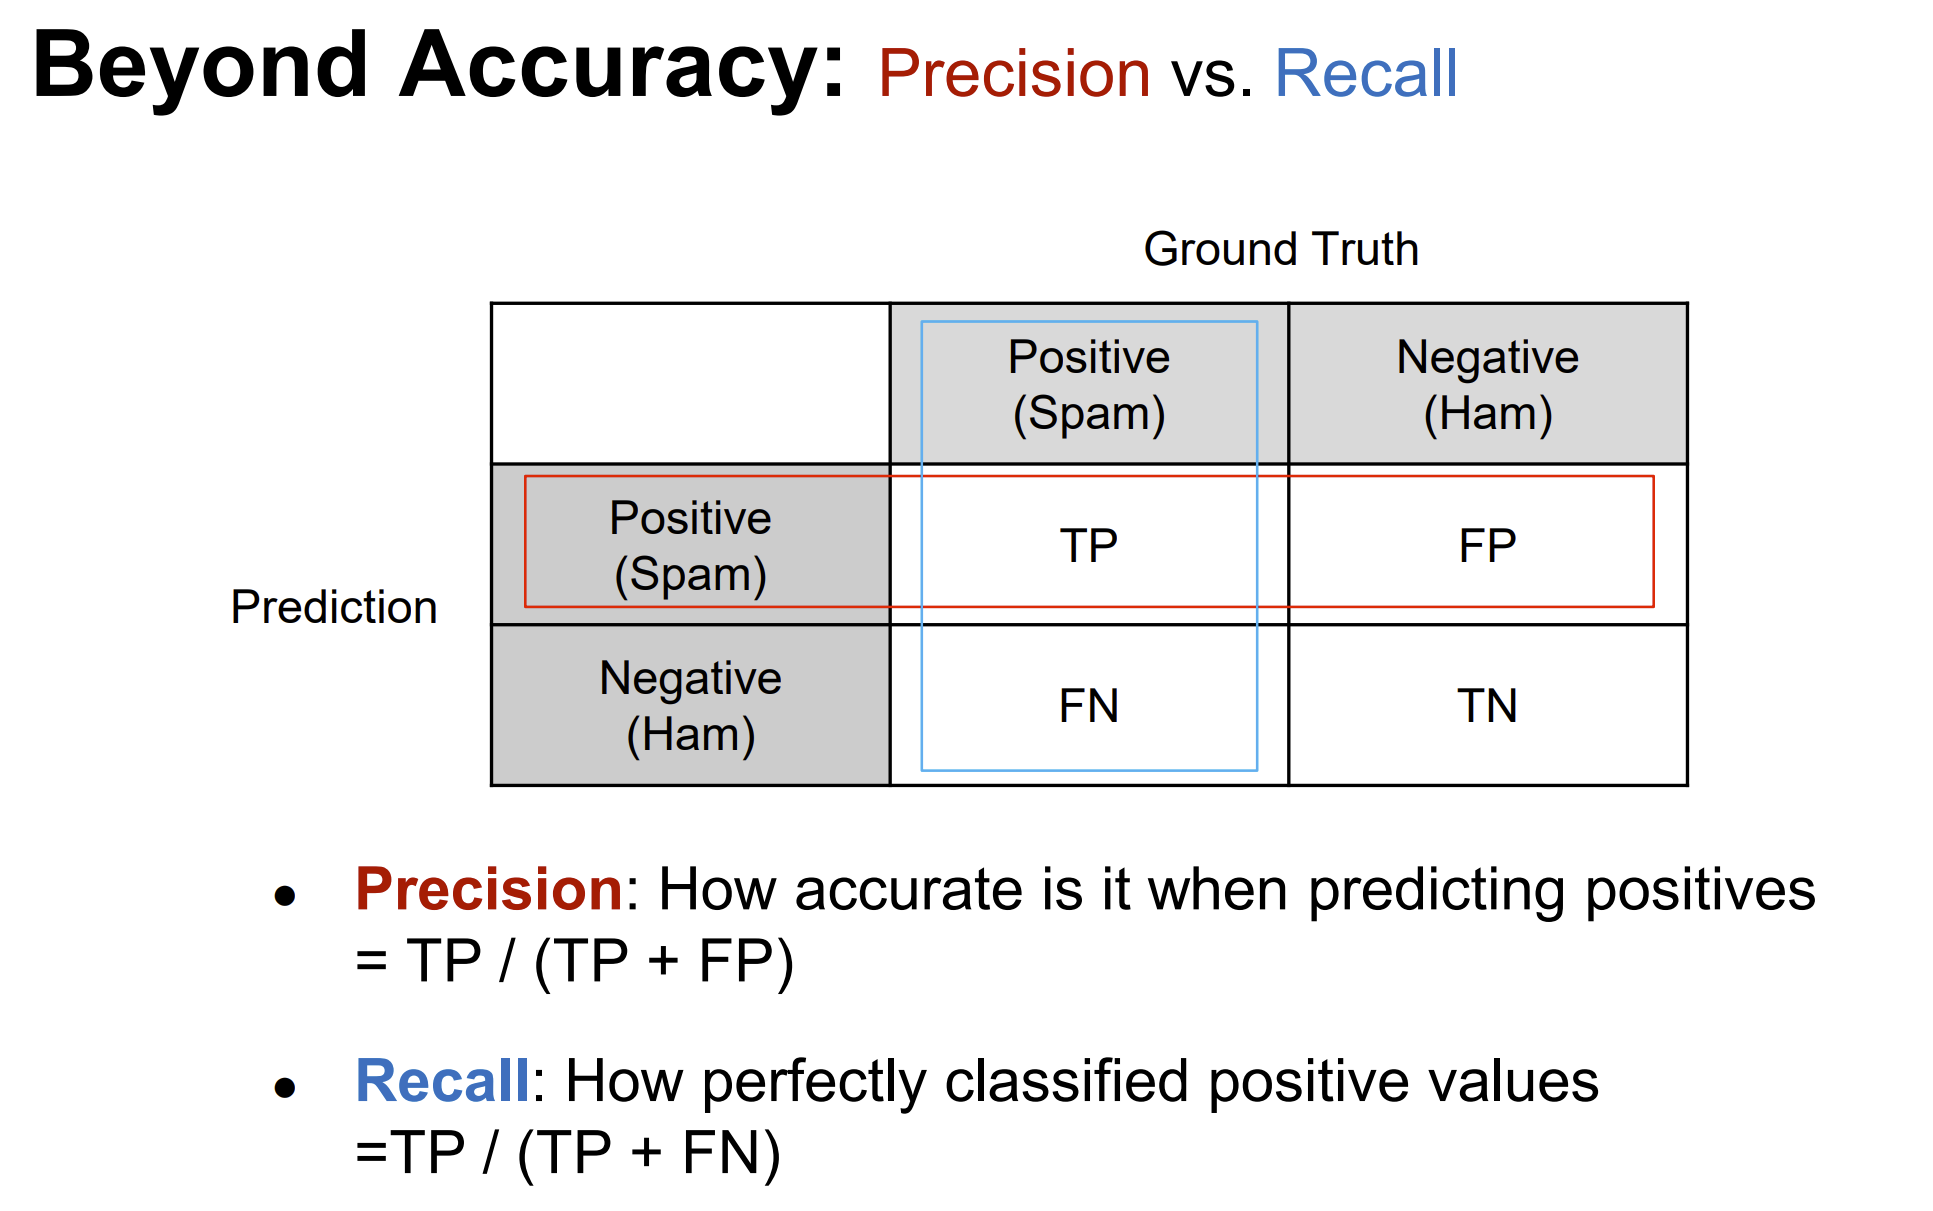 Beyond Accuracy: Precision vs. Recall
Ground Truth
Positive
(Spam)
Negative
(Ham)
Prediction
Positive
(Spam)
TP
FP
Negative
(Ham)
FN
TN
● Precision: How accurate is it when predicting positives
= TP / (TP + FP)
● Recall: How perfectly classified positive values
=TP / (TP + FN)